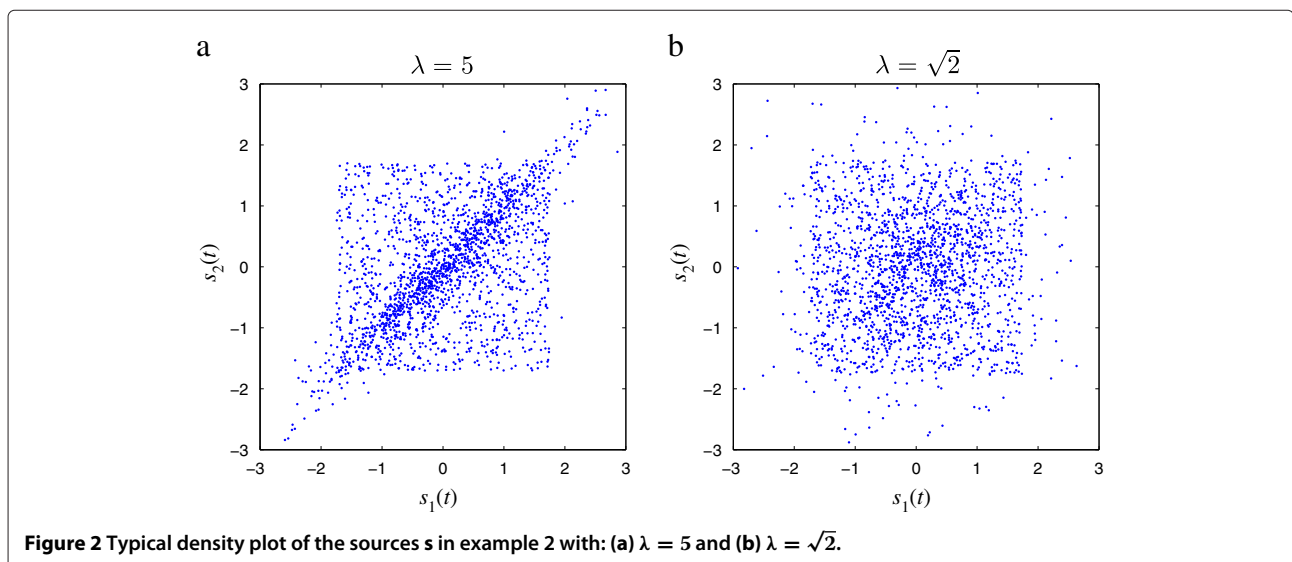 a
λ = 5
3
2
1
0
−1
−2
−3
−3 −2 −1 0 1 2 3
s₂(t)
s₁(t)
b
λ = √2
3
2
1
0
−1
−2
−3
−3 −2 −1 0 1 2 3
s₂(t)
s₁(t)
Figure 2 Typical density plot of the sources s in example 2 with: (a) λ = 5 and (b) λ = √2.